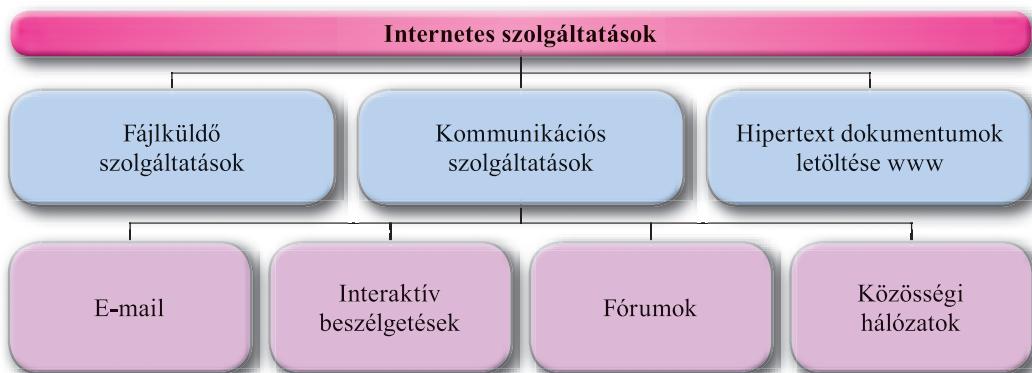 Internetes szolgáltatások
Fájlküldő
szolgáltatások
Kommunikációs
szolgáltatások
Hipertext dokumentumok
letöltése www
E-mail
Interaktív
beszélgetések
Fórumok
Közösségi
hálózatok